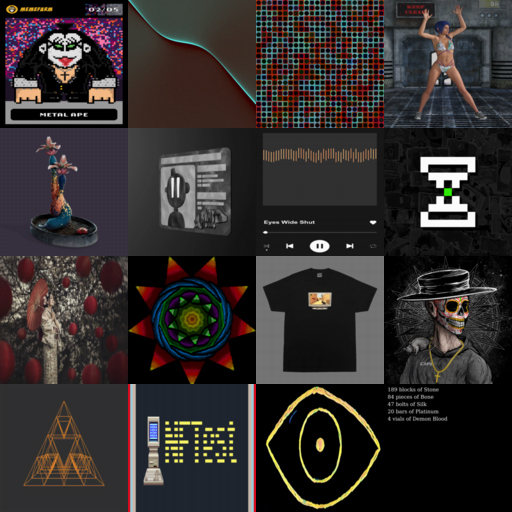 MEMEFARM
02/05
METAL APE
Eyes Wide Shut
NFTest
189 blocks of Stone
84 pieces of Bone
47 bolts of Silk
20 bars of Platinum
4 vials of Demon Blood